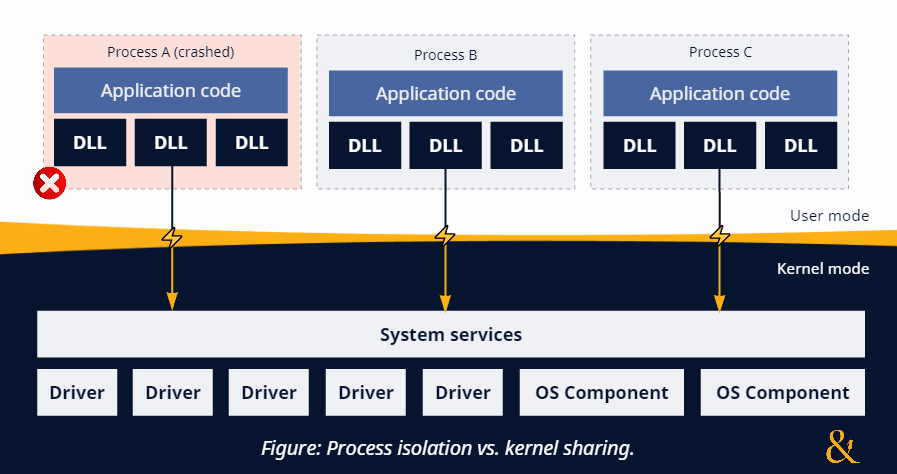 Process A (crashed)
Process B
Process C
Application code
Application code
Application code
DLL
DLL
DLL
DLL
DLL
DLL
DLL
DLL
DLL
User mode
Kernel mode
System services
Driver
Driver
Driver
Driver
Driver
OS Component
OS Component
Figure: Process isolation vs. kernel sharing.
&